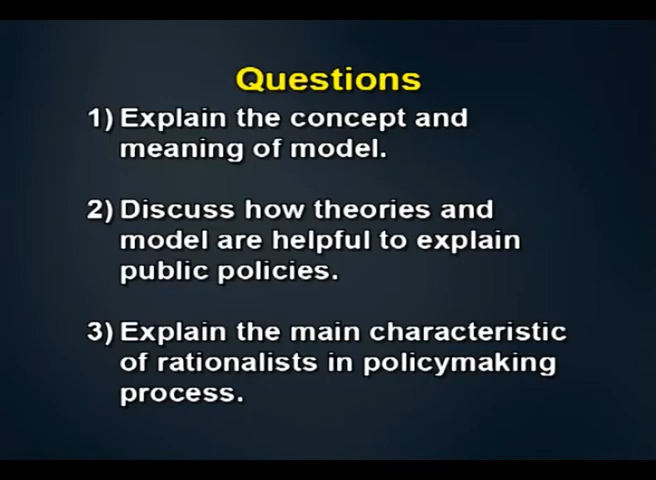 Questions
1) Explain the concept and
meaning of model.
2) Discuss how theories and
model are helpful to explain
public policies.
3) Explain the main characteristic
of rationalists in policymaking
process.